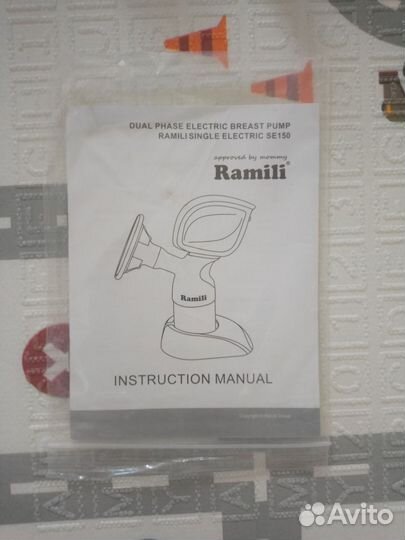 DUAL PHASE ELECTRIC BREAST PUMP
RAMILI SINGLE ELECTRIC SE150
approved by mommy
Ramili®
Ramili
INSTRUCTION MANUAL
Avito